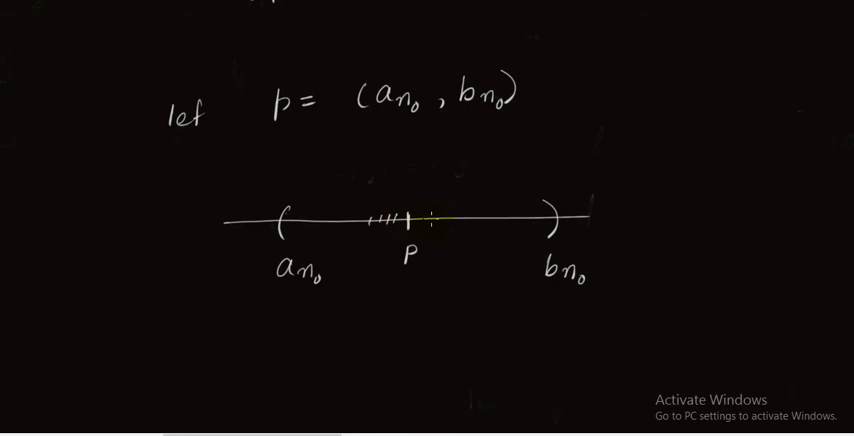 let p = (an₀, bn₀)
P
an₀ bn₀
Activate Windows
Go to PC settings to activate Windows.